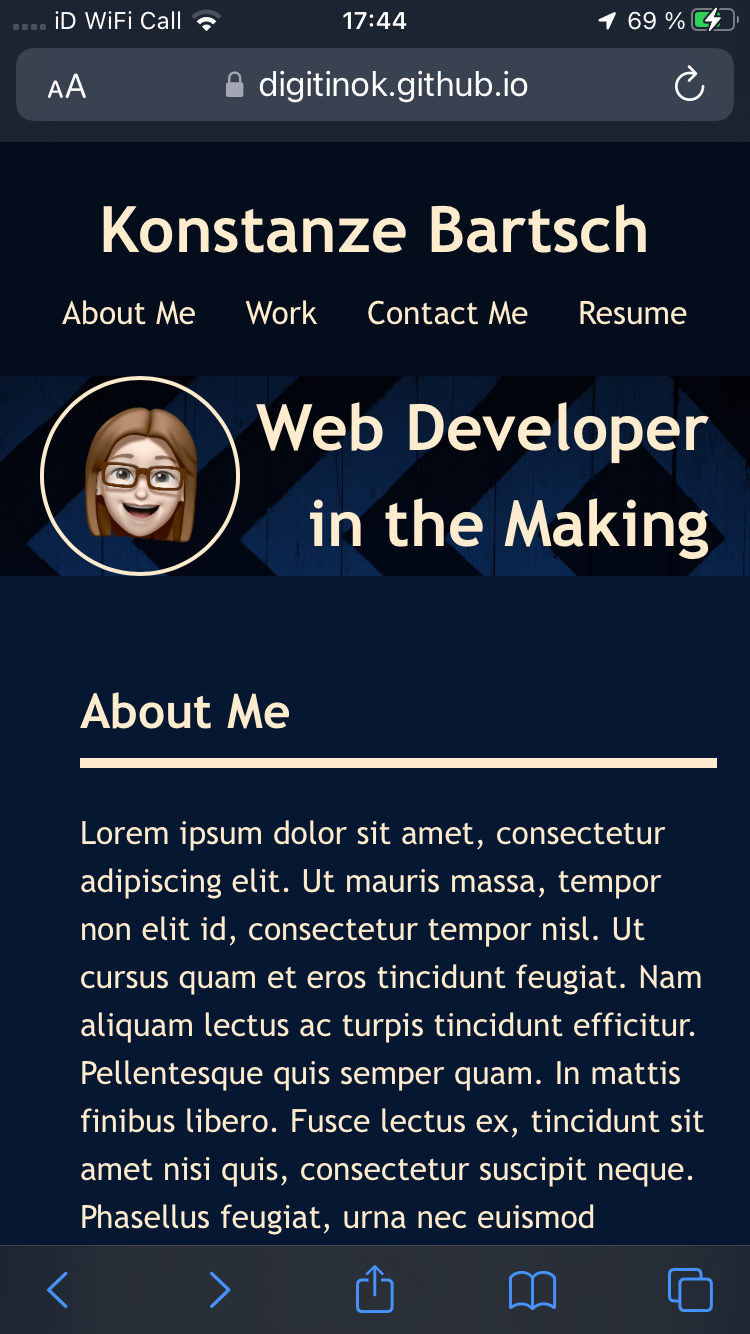 iD WiFi Call 17:44 69 %
AA digitinok.github.io
Konstanze Bartsch
About Me Work Contact Me Resume
Web Developer
in the Making
About Me
Lorem ipsum dolor sit amet, consectetur
adipiscing elit. Ut mauris massa, tempor
non elit id, consectetur tempor nisl. Ut
cursus quam et eros tincidunt feugiat. Nam
aliquam lectus ac turpis tincidunt efficitur.
Pellentesque quis semper quam. In mattis
finibus libero. Fusce lectus ex, tincidunt sit
amet nisi quis, consectetur suscipit neque.
Phasellus feugiat, urna nec euismod